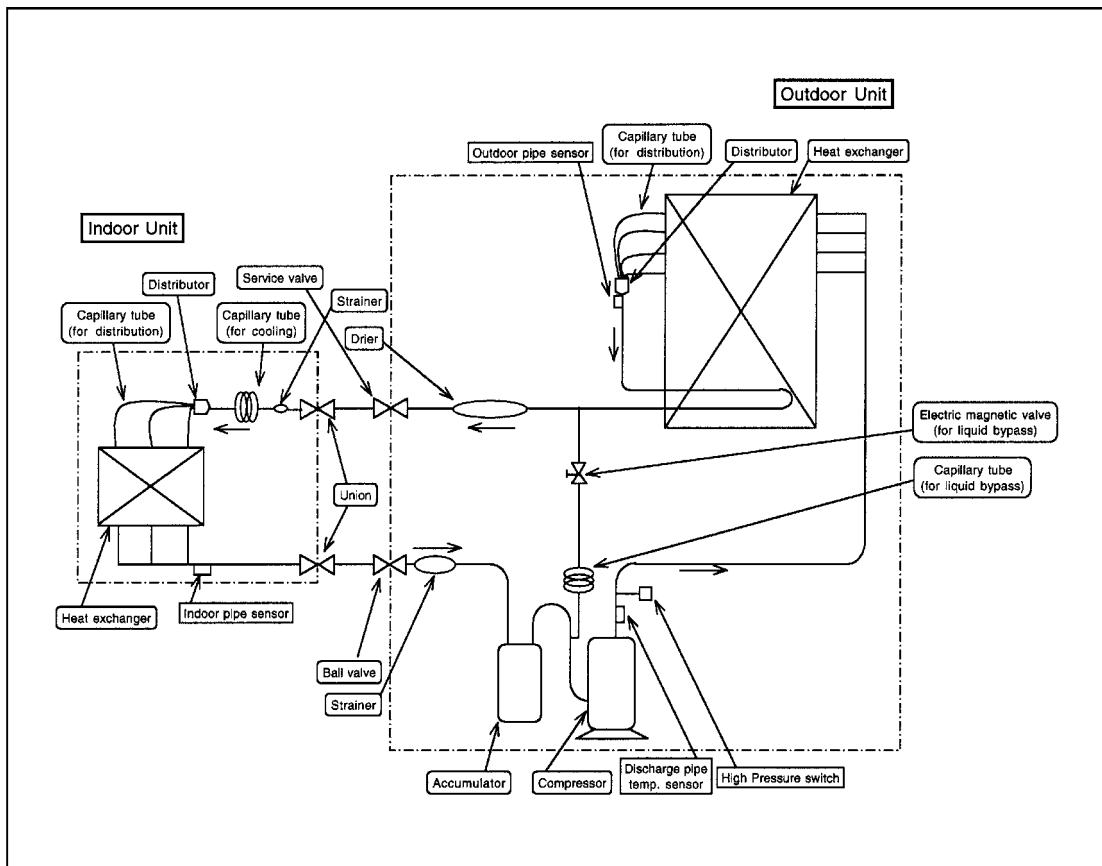 Outdoor Unit
Capillary tube
(for distribution)
Outdoor pipe sensor
Distributor
Heat exchanger
Indoor Unit
Distributor
Service valve
Capillary tube
(for distribution)
Capillary tube
(for cooling)
Strainer
Drier
Electric magnetic valve
(for liquid bypass)
Capillary tube
(for liquid bypass)
Union
Heat exchanger
Indoor pipe sensor
Ball valve
Strainer
Accumulator
Compressor
Discharge pipe
temp. sensor
High Pressure switch